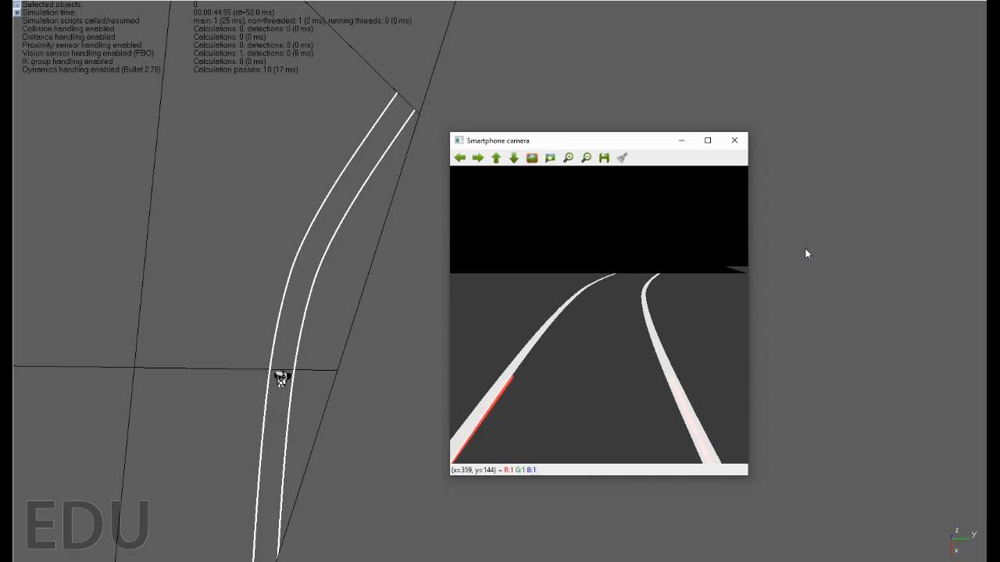 Selected objects: 0
Simulation time: 00:00:44.95 (dt=50.0 ms)
Simulation scripts called/resumed main: 1 (25 ms), non-threaded: 1 (2 ms), running threads: 0 (0 ms)
Collision handling enabled Calculations: 0, detections: 0 (0 ms)
Distance handling enabled Calculations: 0 (0 ms)
Proximity sensor handling enabled Calculations: 0, detections: 0 (0 ms)
Vision sensor handling enabled (FBO) Calculations: 1, detections: 0 (6 ms)
IK group handling enabled Calculations: 0 (0 ms)
Dynamics handling enabled (Bullet 2.78) Calculation passes: 10 (17 ms)
Smartphone camera
(x=359, y=144) ~ R:1 G:1 B:1
EDU
z
y
x